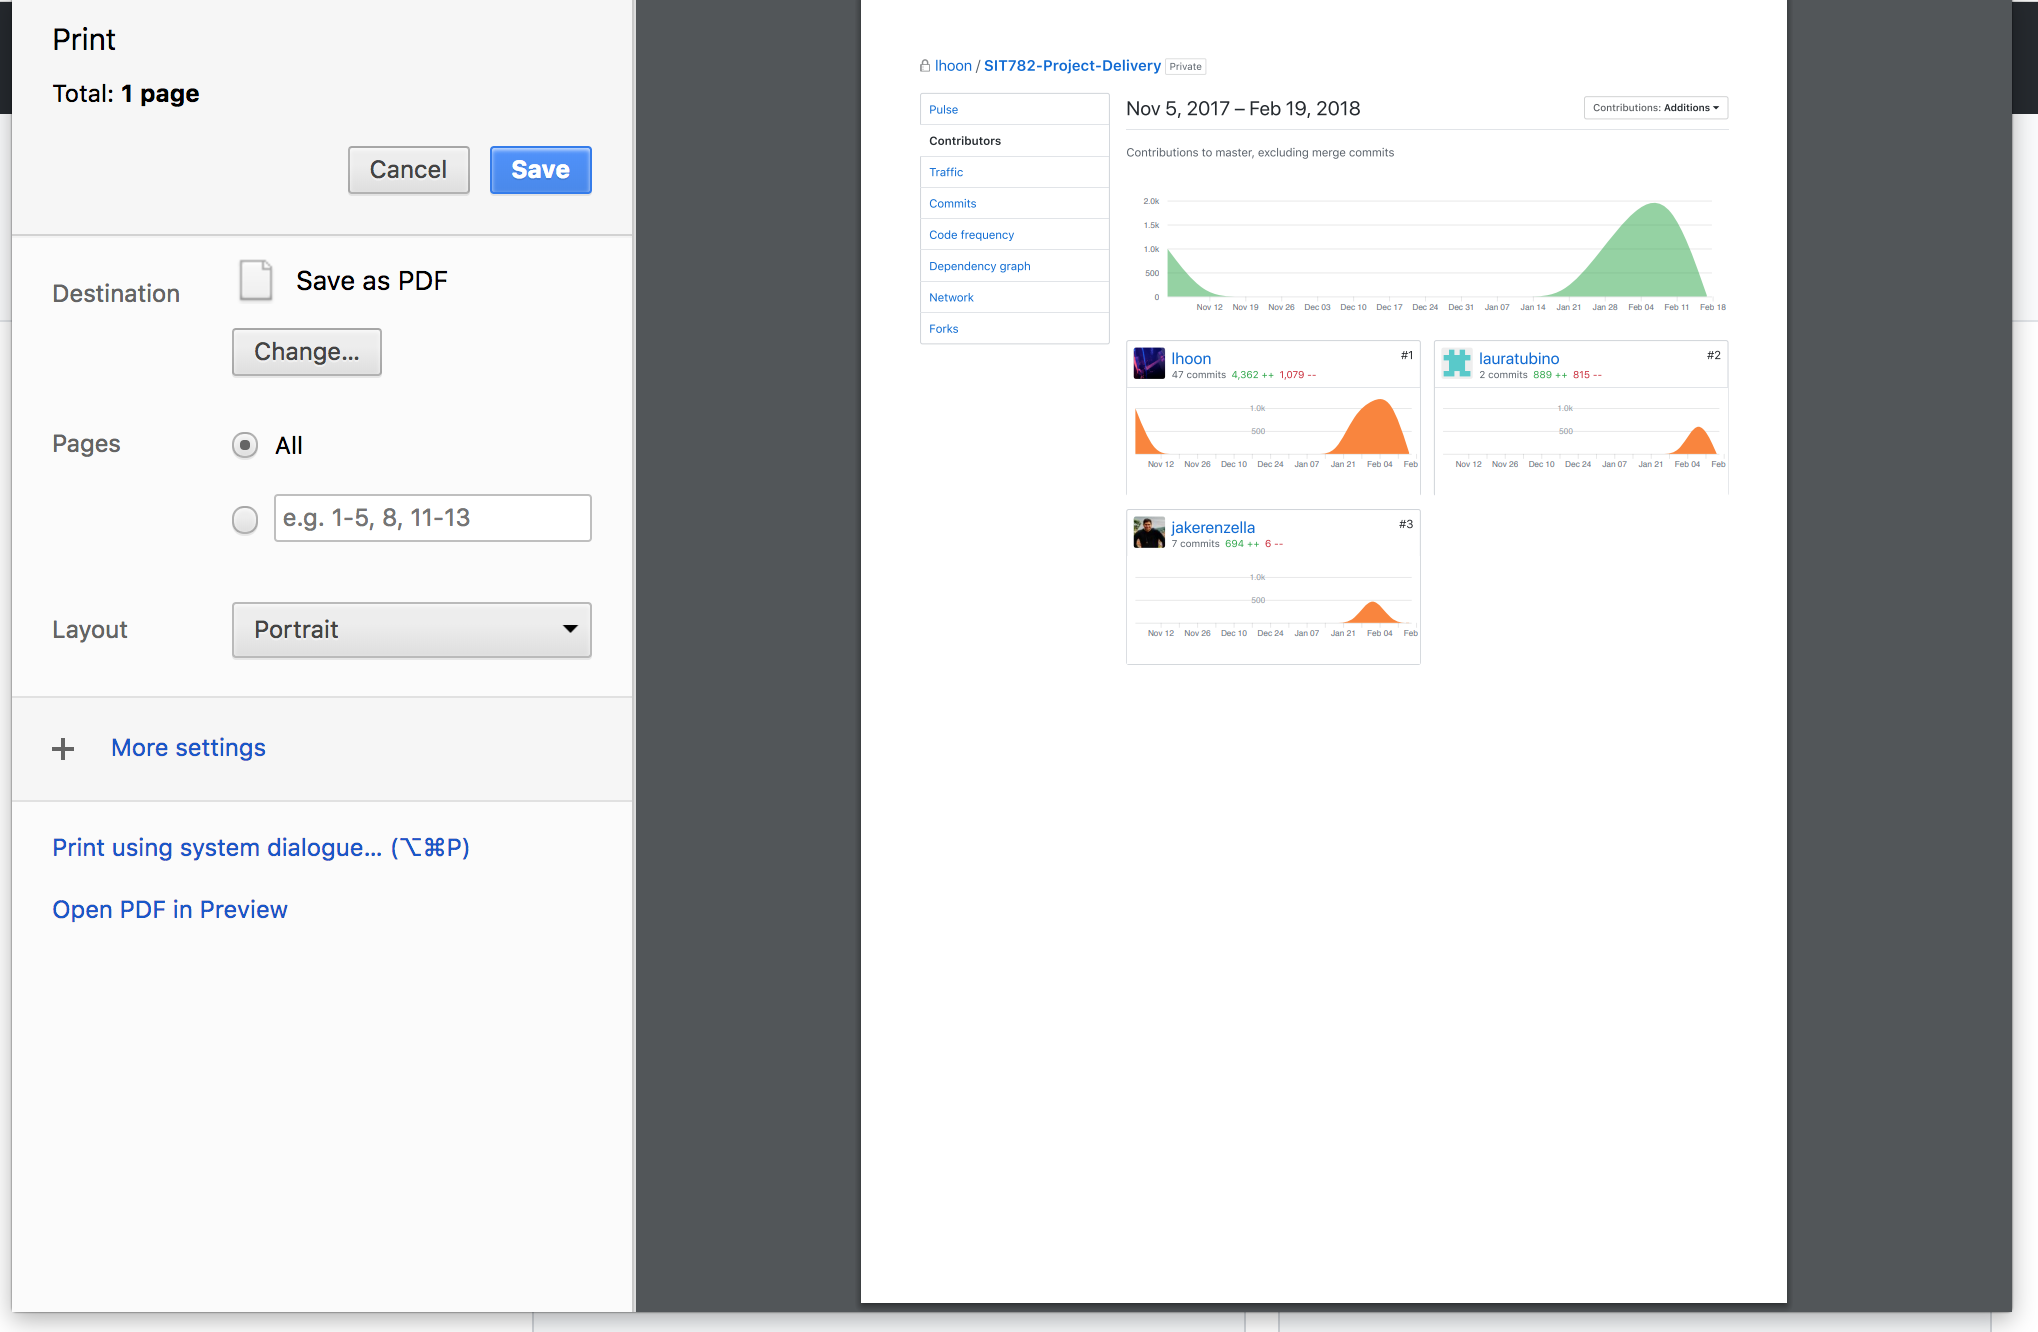 Print
Total: 1 page
Cancel
Save
Destination
Save as PDF
Change...
Pages
All
e.g. 1-5, 8, 11-13
Layout
Portrait
More settings
Print using system dialogue... (⌥⌘P)
Open PDF in Preview
lhoon / SIT782-Project-Delivery Private
Pulse
Contributors
Traffic
Commits
Code frequency
Dependency graph
Network
Forks
Nov 5, 2017 – Feb 19, 2018
Contributions: Additions
Contributions to master, excluding merge commits
2.0k
1.5k
1.0k
500
0
Nov 12 Nov 19 Nov 26 Dec 03 Dec 10 Dec 17 Dec 24 Dec 31 Jan 07 Jan 14 Jan 21 Jan 28 Feb 04 Feb 11 Feb 18
lhoon #1
47 commits 4,362 ++ 1,079 --
1.0k
500
Nov 12 Nov 26 Dec 10 Dec 24 Jan 07 Jan 21 Feb 04 Feb
lauratubino #2
2 commits 889 ++ 815 --
1.0k
500
Nov 12 Nov 26 Dec 10 Dec 24 Jan 07 Jan 21 Feb 04 Feb
jakerenzella #3
7 commits 694 ++ 6 --
1.0k
500
Nov 12 Nov 26 Dec 10 Dec 24 Jan 07 Jan 21 Feb 04 Feb